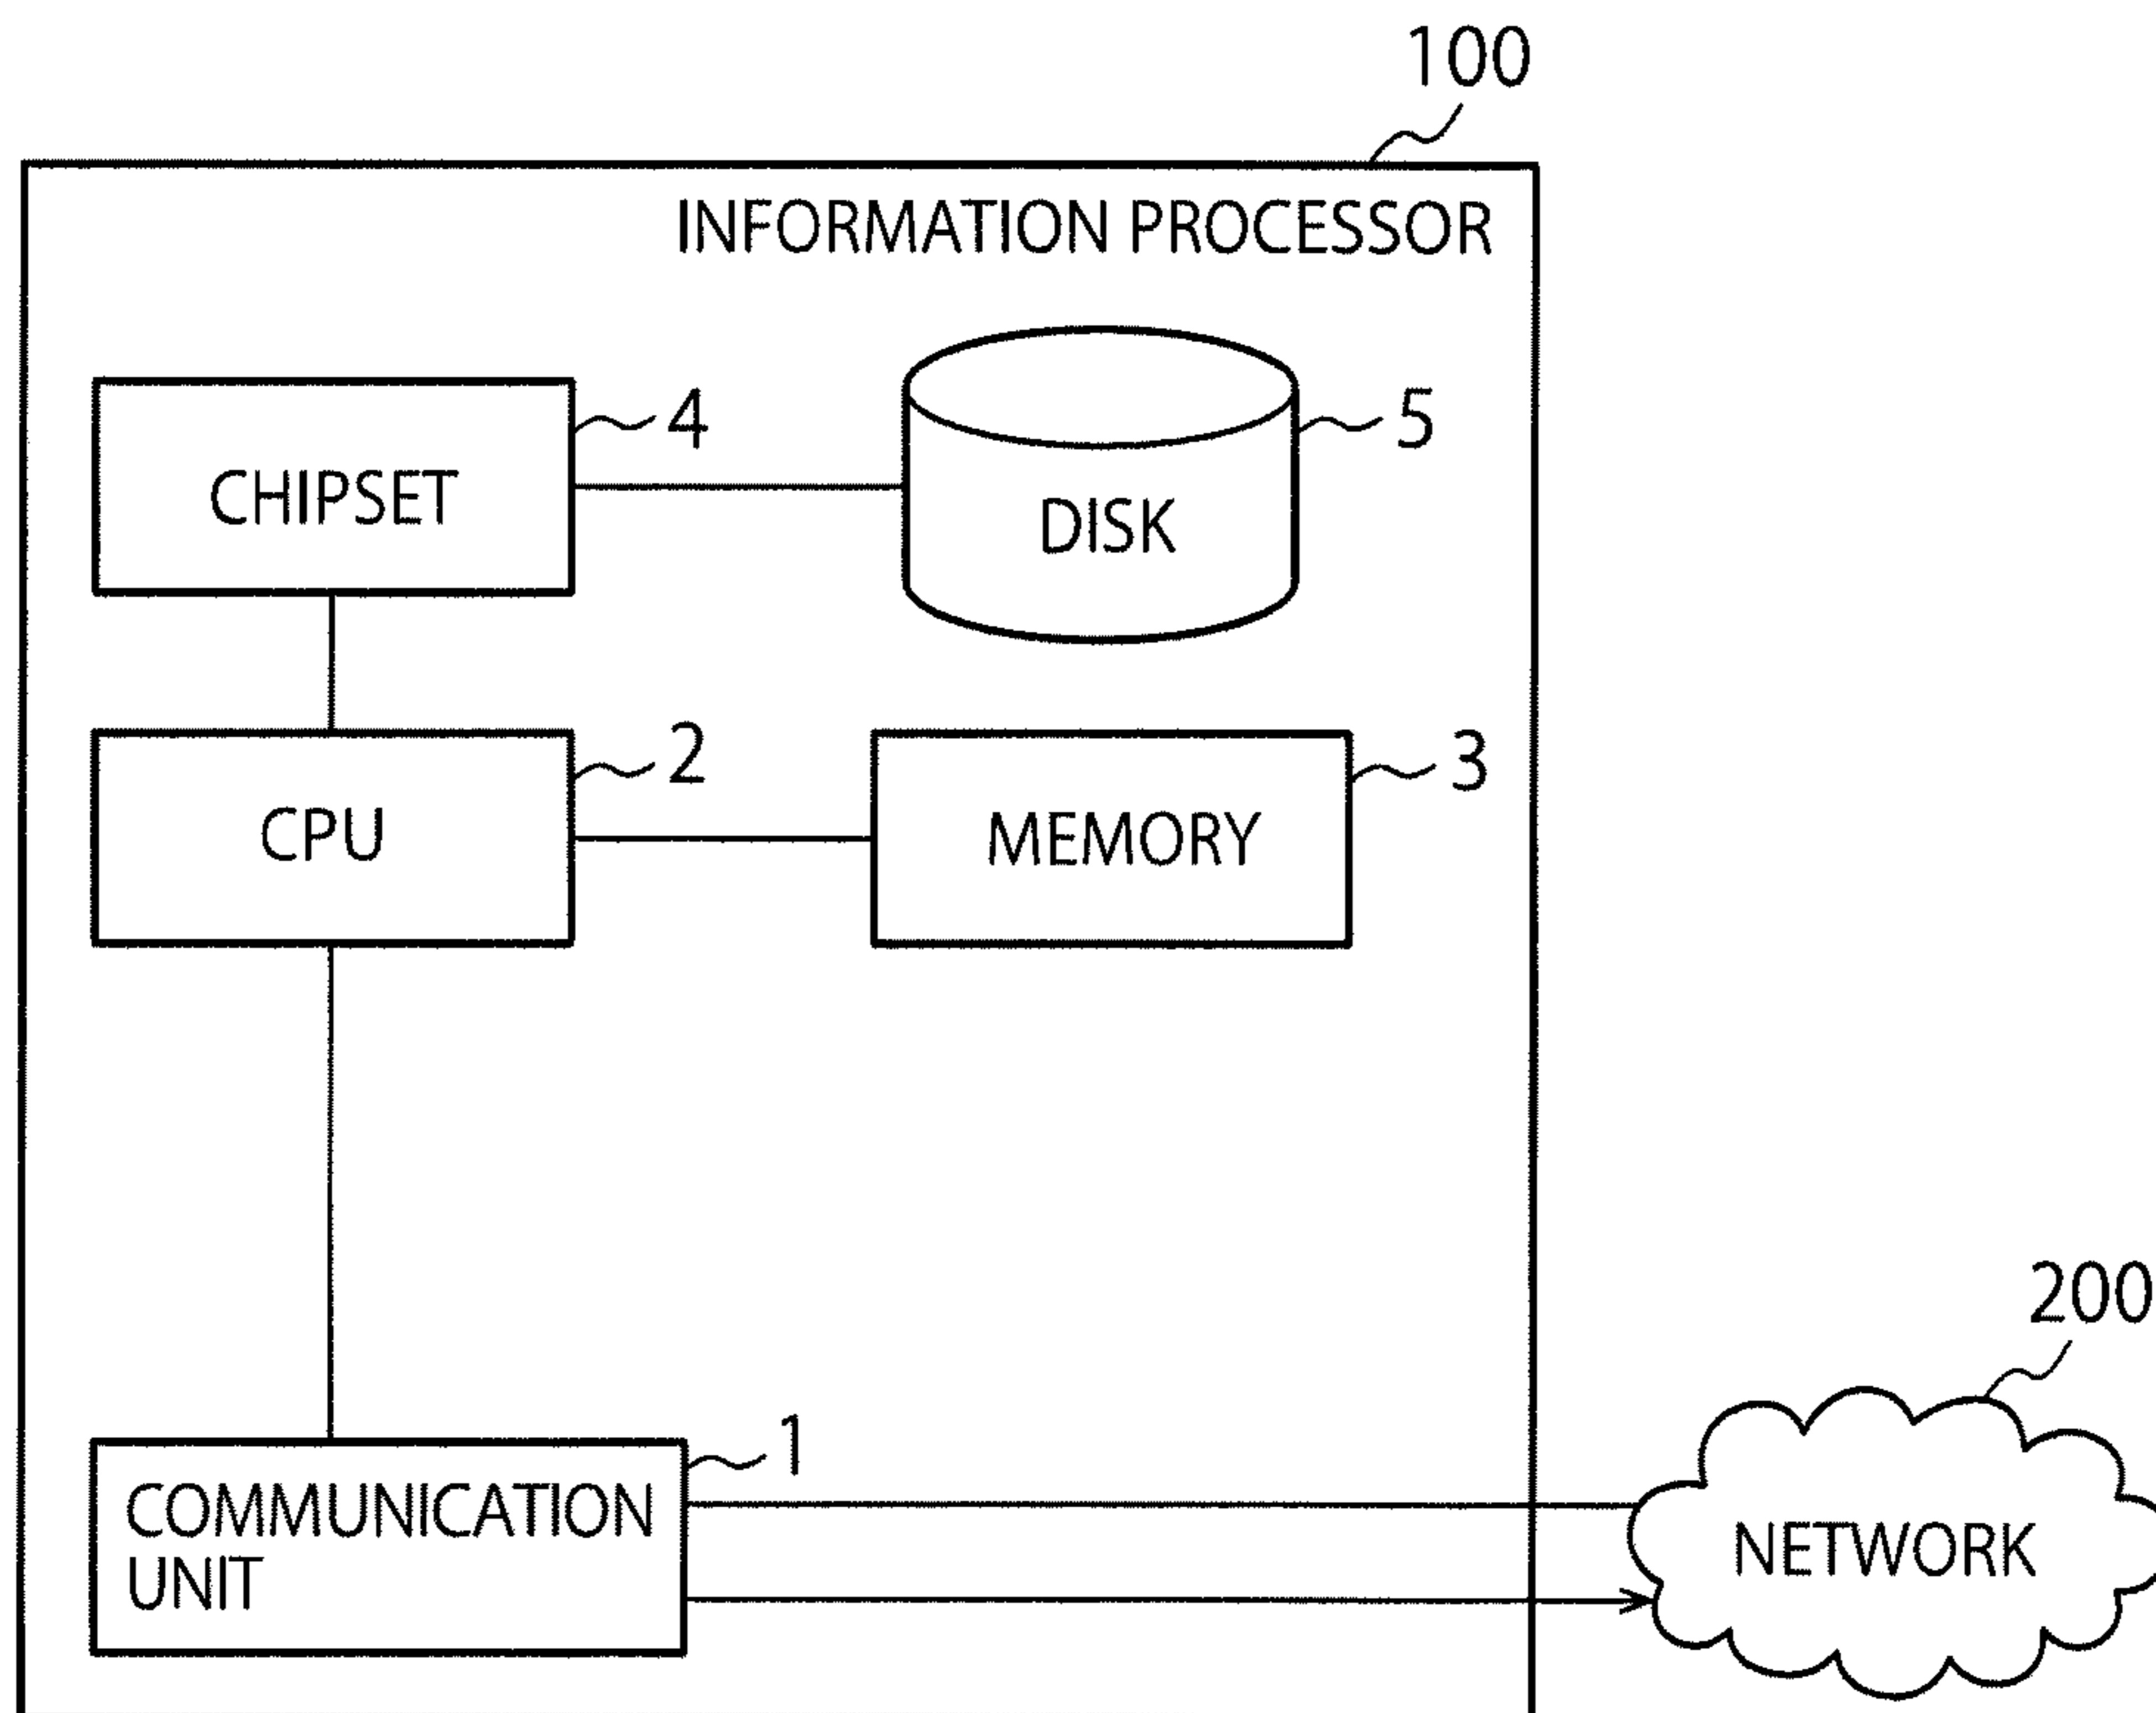 100
INFORMATION PROCESSOR
4
5
CHIPSET
DISK
2
3
CPU
MEMORY
200
1
COMMUNICATION
UNIT
NETWORK